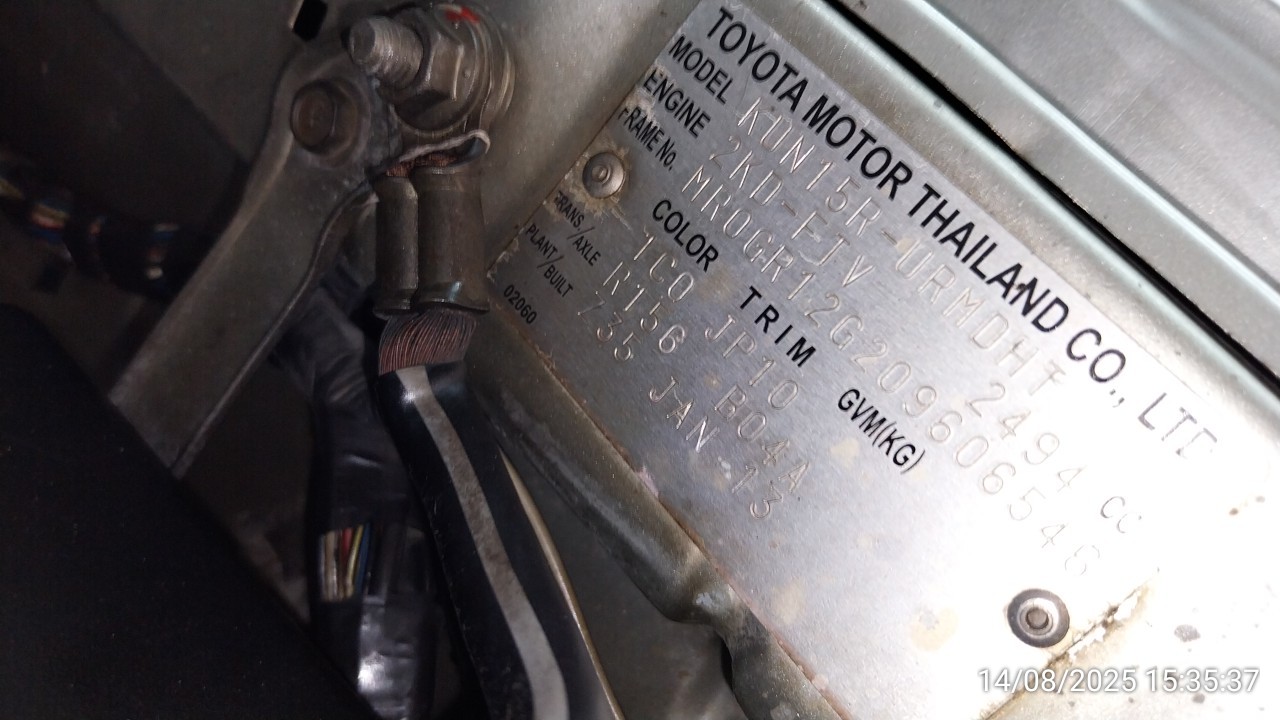 TOYOTA MOTOR THAILAND CO., LTD
MODEL KUN15R-URMDHT
ENGINE 2KD-FTV 2494 CC
FRAME No. MR0GR12G209606546
COLOR TRIM GVM(KG)
1C0 JP10
TRANS/AXLE R156 B04A
PLANT/BUILT /35 JAN-13
02060
14/08/2025 15:35:37